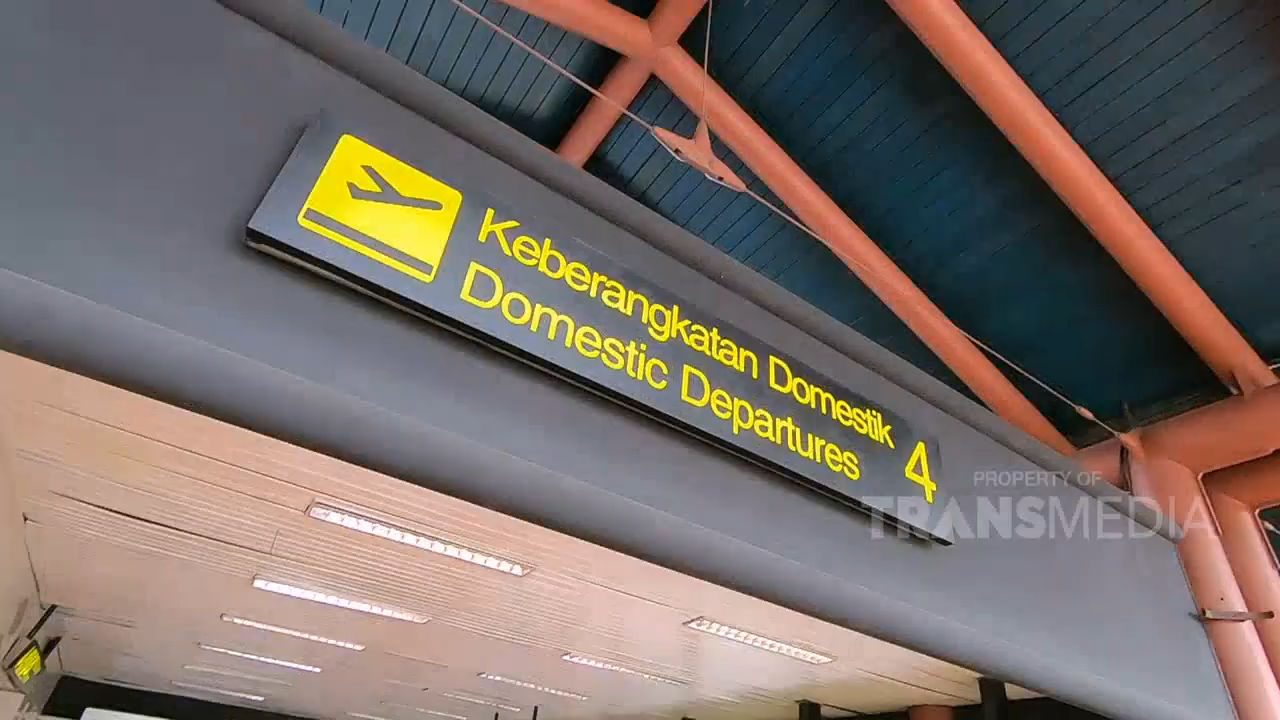 Keberangkatan Domestik
Domestic Departures
4
PROPERTY OF
TRANSMEDIA